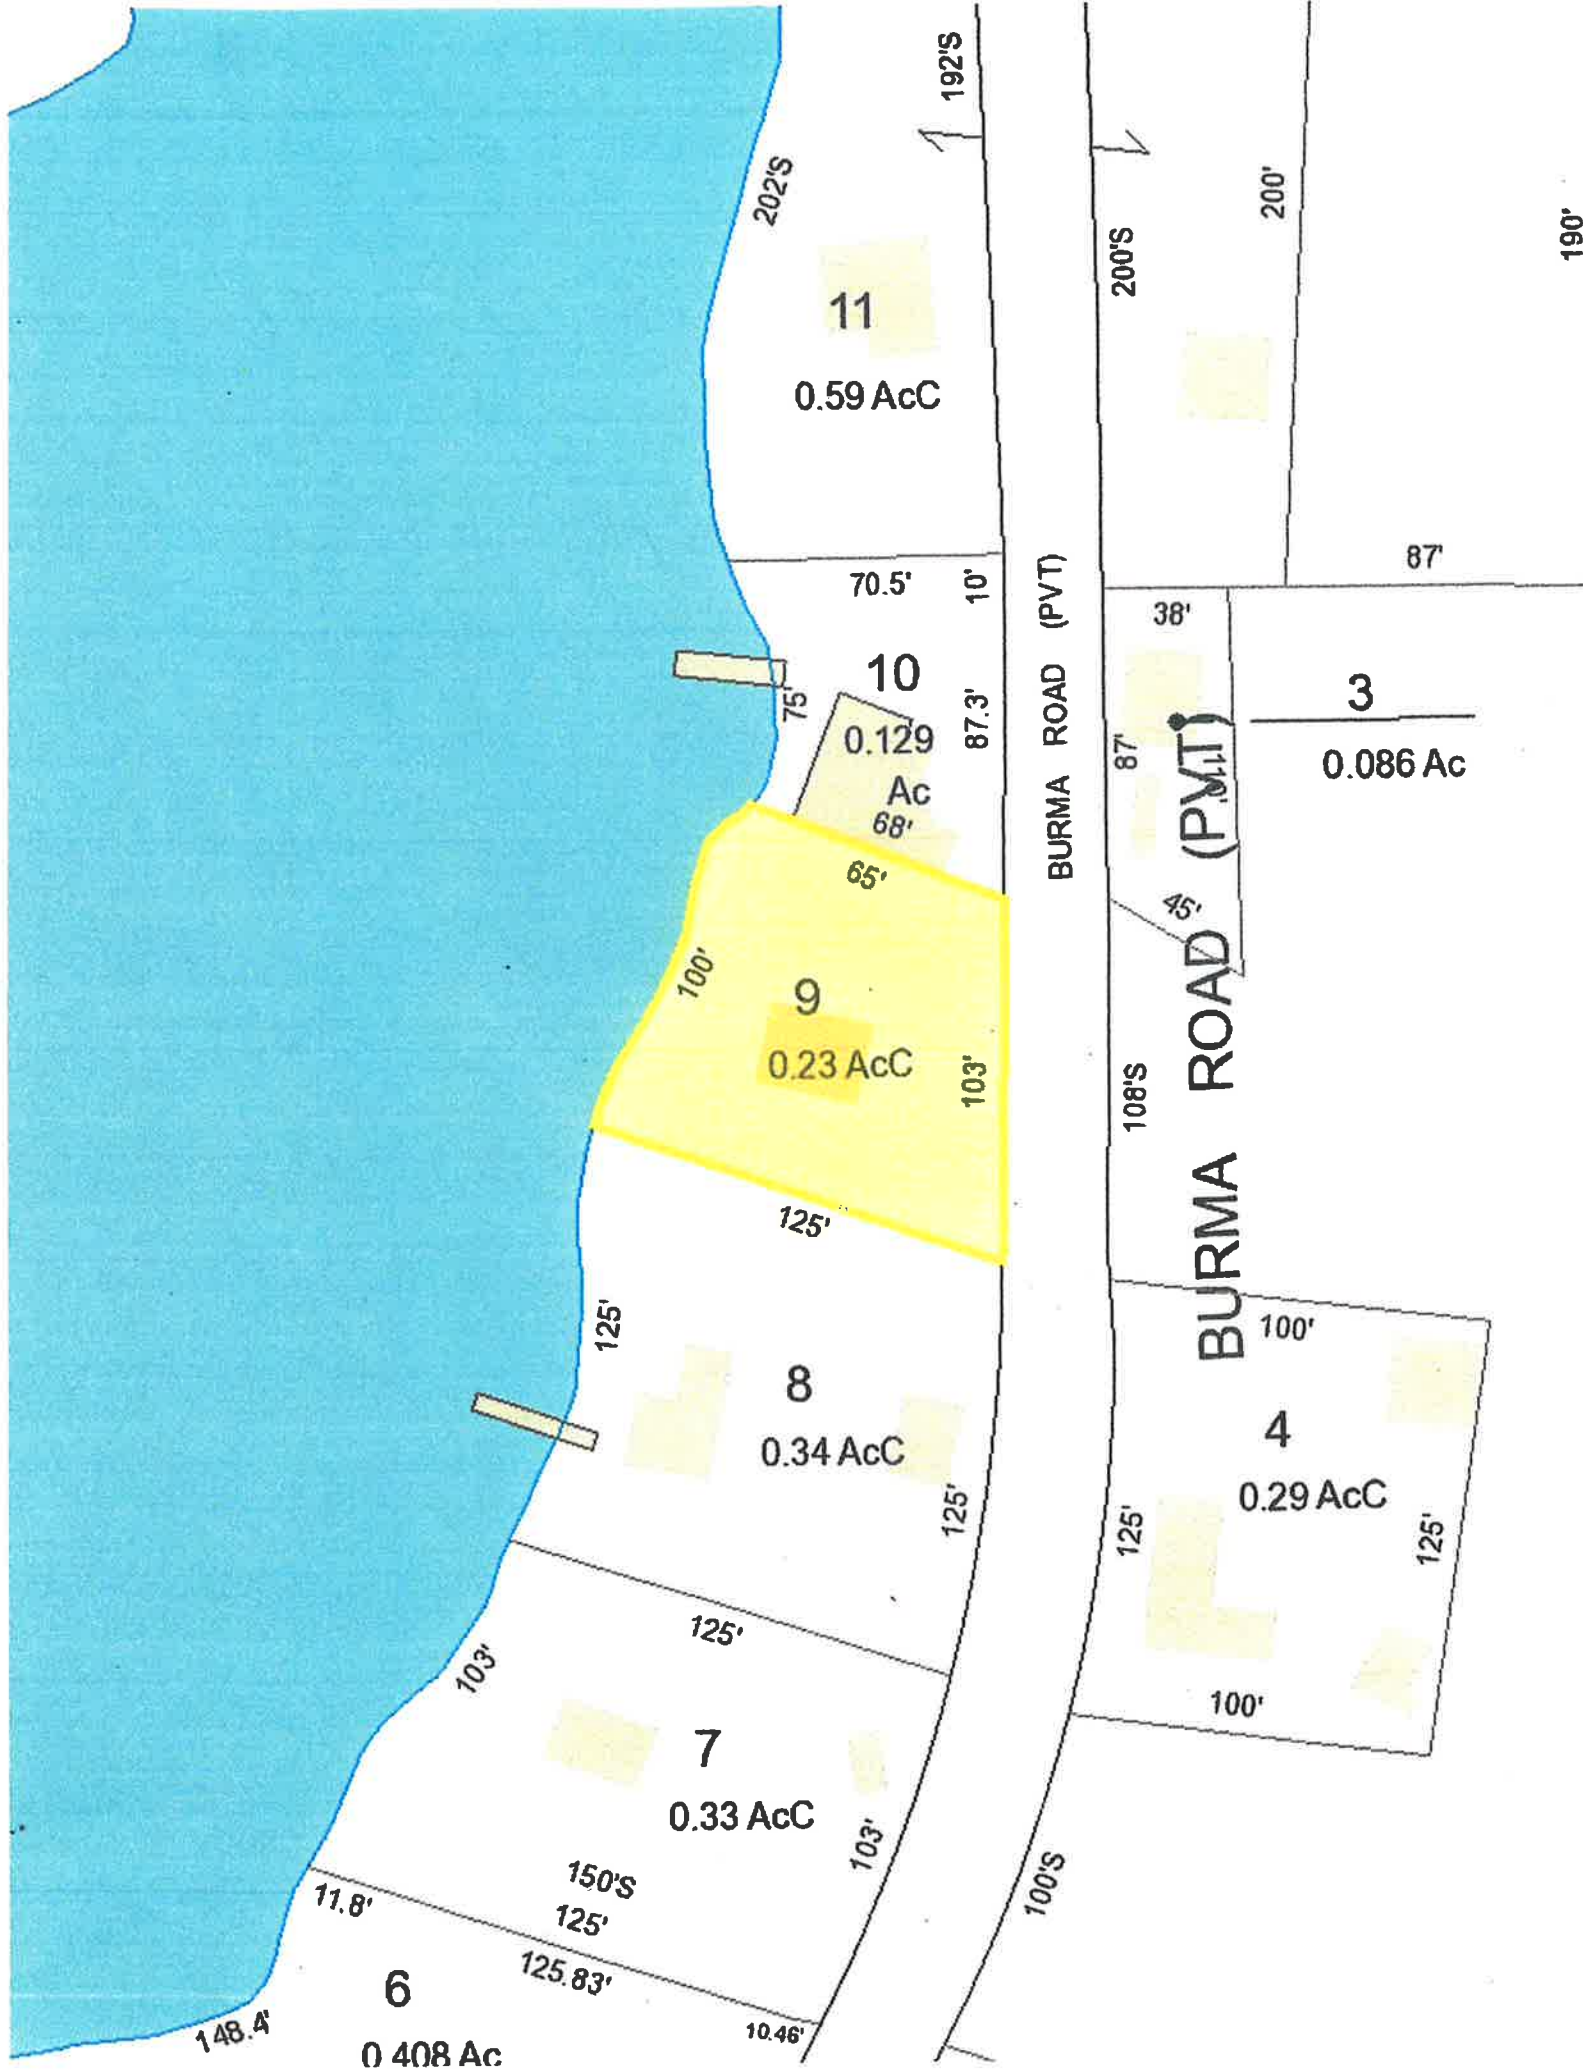 192'S
202'S
200'
190'
200'S
11
0.59 AcC
87'
70.5'
10'
38'
BURMA ROAD (PVT)
10
75'
87.3'
3
0.129
Ac
87'
0.086 Ac
110'
68'
65'
45'
100'
9
0.23 AcC
103'
108'S
BURMA ROAD (PVT)
125'
125'
100'
8
0.34 AcC
4
0.29 AcC
125'
125'
125'
125'
103'
100'
7
0.33 AcC
103'
150'S
125'
11.8'
100'S
125.83'
6
148.4'
10.46'
0.408 Ac